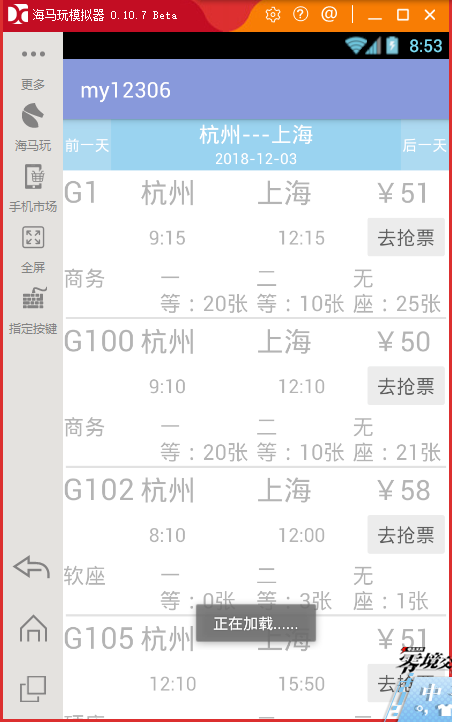 海马玩模拟器 0.10.7 Beta
8:53
更多
海马玩
手机市场
全屏
指定按键
my12306
前一天
杭州---上海
2018-12-03
后一天
G1 杭州 上海 ¥51
9:15 12:15 去抢票
商务 一等：20张 二等：10张 无座：25张
G100 杭州 上海 ¥50
9:10 12:10 去抢票
商务 一等：20张 二等：10张 无座：21张
G102 杭州 上海 ¥58
8:10 12:00 去抢票
软座 一等：0张 二等：3张 无座：1张
正在加载......
G105 杭州 上海 ¥51
12:10 15:50 去抢票
中